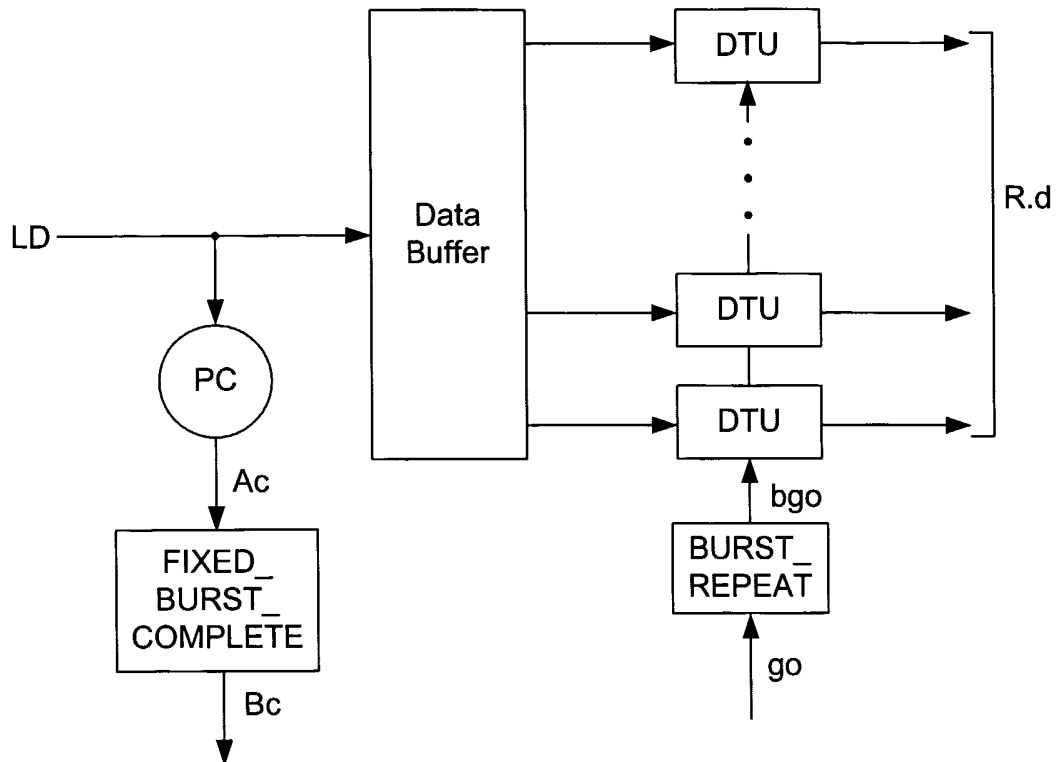 DTU
R.d
LD
Data
Buffer
DTU
PC
DTU
Ac
bgo
FIXED_
BURST_
COMPLETE
BURST_
REPEAT
go
Bc